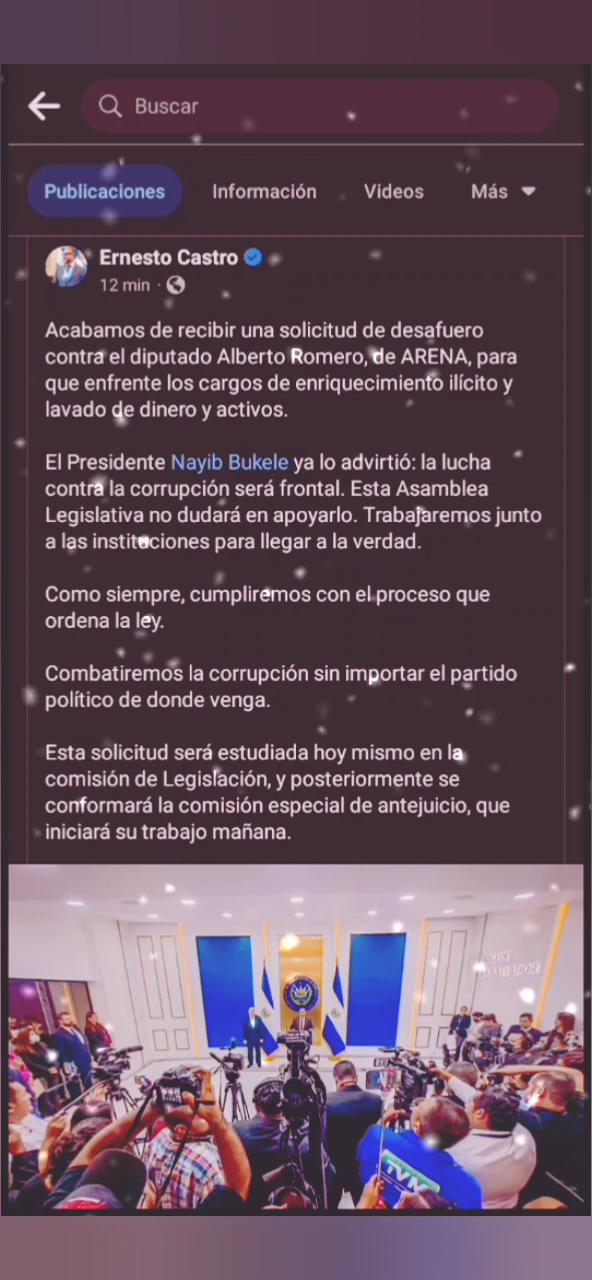 Buscar
Publicaciones Información Videos Más
Ernesto Castro
12 min ·
Acabamos de recibir una solicitud de desafuero
contra el diputado Alberto Romero, de ARENA, para
que enfrente los cargos de enriquecimiento ilícito y
lavado de dinero y activos.
El Presidente Nayib Bukele ya lo advirtió: la lucha
contra la corrupción será frontal. Esta Asamblea
Legislativa no dudará en apoyarlo. Trabajaremos junto
a las instituciones para llegar a la verdad.
Como siempre, cumpliremos con el proceso que
ordena la ley.
Combatiremos la corrupción sin importar el partido
político de donde venga.
Esta solicitud será estudiada hoy mismo en la
comisión de Legislación, y posteriormente se
conformará la comisión especial de antejuicio, que
iniciará su trabajo mañana.